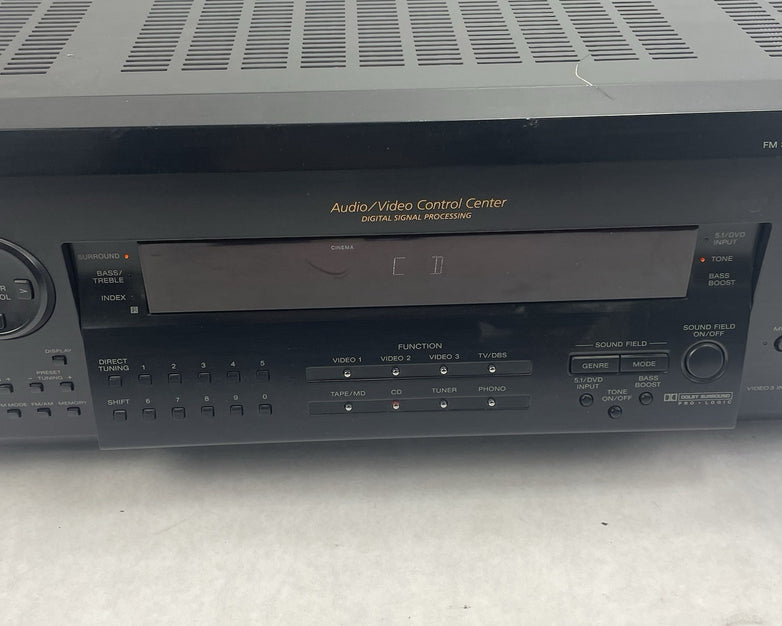 FM
Audio/Video Control Center
DIGITAL SIGNAL PROCESSING
SURROUND
BASS/
TREBLE
INDEX
CINEMA
CD
5.1/DVD
INPUT
TONE
BASS
BOOST
DISPLAY
PRESET
TUNING +
FM/AM
MEMORY
DIRECT
TUNING
1 2 3 4 5
SHIFT
6 7 8 9 0
FUNCTION
VIDEO 1 VIDEO 2 VIDEO 3 TV/DBS
TAPE/MD CD TUNER PHONO
SOUND FIELD
GENRE MODE
5.1/DVD
INPUT
TONE
ON/OFF
BASS
BOOST
SOUND FIELD
ON/OFF
DOLBY SURROUND
PRO • LOGIC
VIDEO 3